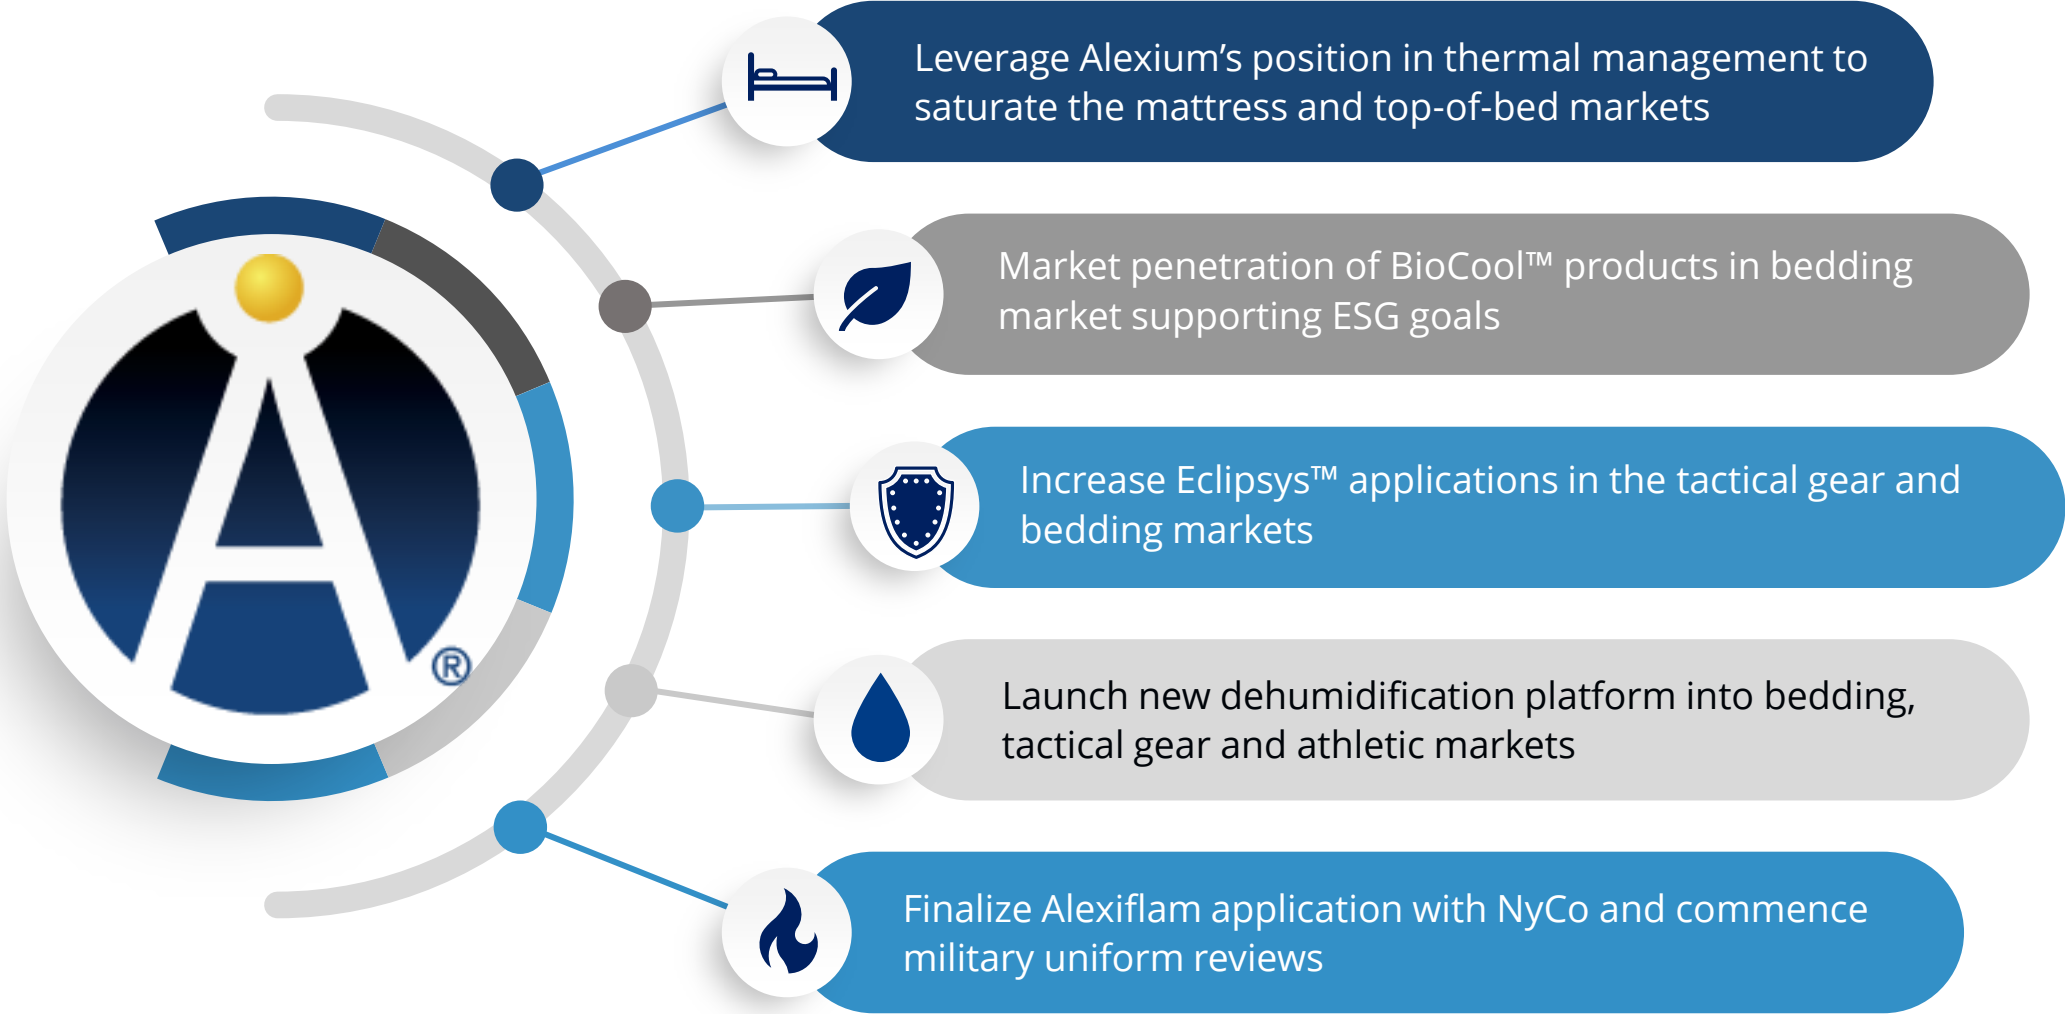 Leverage Alexium’s position in thermal management to
saturate the mattress and top-of-bed markets
Market penetration of BioCool™ products in bedding
market supporting ESG goals
Increase Eclipsys™ applications in the tactical gear and
bedding markets
Launch new dehumidification platform into bedding,
tactical gear and athletic markets
Finalize Alexiflam application with NyCo and commence
military uniform reviews
®